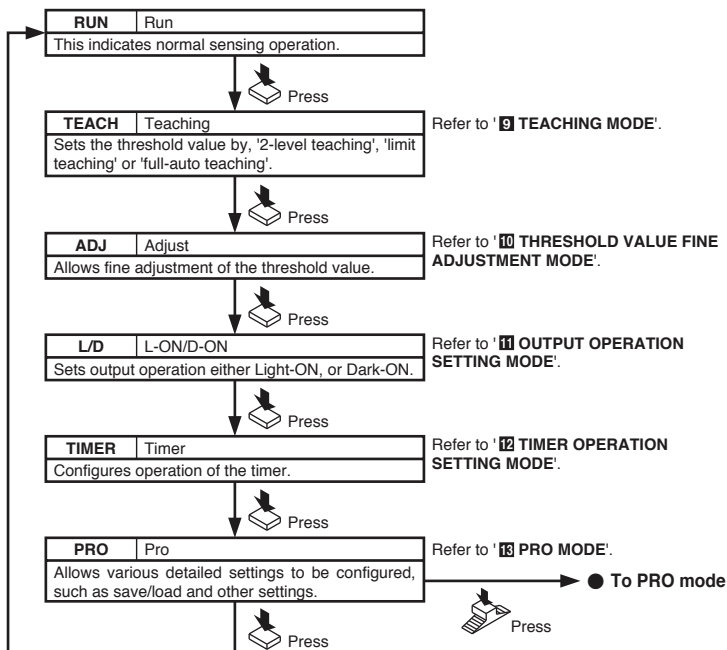 RUN Run
This indicates normal sensing operation.
Press
TEACH Teaching
Sets the threshold value by, '2-level teaching', 'limit
teaching' or 'full-auto teaching'.
Refer to '9 TEACHING MODE'.
Press
ADJ Adjust
Allows fine adjustment of the threshold value.
Refer to '10 THRESHOLD VALUE FINE
ADJUSTMENT MODE'.
Press
L/D L-ON/D-ON
Sets output operation either Light-ON, or Dark-ON.
Refer to '11 OUTPUT OPERATION
SETTING MODE'.
Press
TIMER Timer
Configures operation of the timer.
Refer to '12 TIMER OPERATION
SETTING MODE'.
Press
PRO Pro
Allows various detailed settings to be configured,
such as save/load and other settings.
Refer to '13 PRO MODE'.
To PRO mode
Press
Press